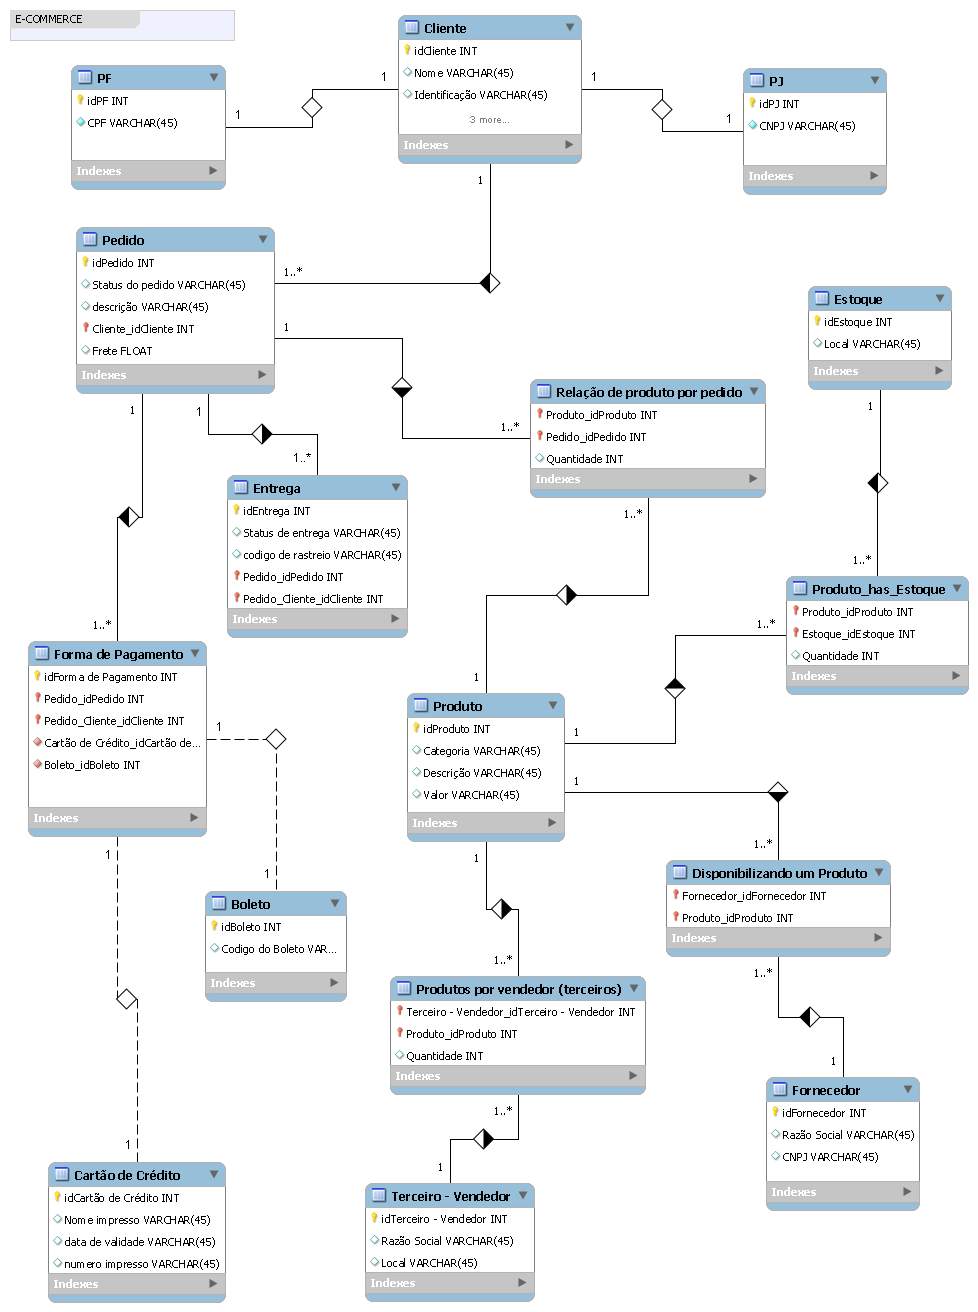 E-COMMERCE
Cliente
idCliente INT
Nome VARCHAR(45)
Identificação VARCHAR(45)
3 more...
Indexes
PF
idPF INT
CPF VARCHAR(45)
Indexes
PJ
idPJ INT
CNPJ VARCHAR(45)
Indexes
1
1
1
1
1
1..*
Pedido
idPedido INT
Status do pedido VARCHAR(45)
descrição VARCHAR(45)
Cliente_idCliente INT
Frete FLOAT
Indexes
1
1..*
1
1..*
1
1..*
Estoque
idEstoque INT
Local VARCHAR(45)
Indexes
1
1..*
Relação de produto por pedido
Produto_idProduto INT
Pedido_idPedido INT
Quantidade INT
Indexes
1..*
1
Entrega
idEntrega INT
Status de entrega VARCHAR(45)
codigo de rastreio VARCHAR(45)
Pedido_idPedido INT
Pedido_Cliente_idCliente INT
Indexes
Produto_has_Estoque
Produto_idProduto INT
Estoque_idEstoque INT
Quantidade INT
Indexes
1..*
1
Forma de Pagamento
idForma de Pagamento INT
Pedido_idPedido INT
Pedido_Cliente_idCliente INT
Cartão de Crédito_idCartão de...
Boleto_idBoleto INT
Indexes
1
1
1
1
Produto
idProduto INT
Categoria VARCHAR(45)
Descrição VARCHAR(45)
Valor VARCHAR(45)
Indexes
1
1..*
1
1..*
Disponibilizando um Produto
Fornecedor_idFornecedor INT
Produto_idProduto INT
Indexes
1..*
1
Boleto
idBoleto INT
Codigo do Boleto VAR...
Indexes
Produtos por vendedor (terceiros)
Terceiro - Vendedor_idTerceiro - Vendedor INT
Produto_idProduto INT
Quantidade INT
Indexes
1..*
1
Fornecedor
idFornecedor INT
Razão Social VARCHAR(45)
CNPJ VARCHAR(45)
Indexes
Cartão de Crédito
idCartão de Crédito INT
Nome impresso VARCHAR(45)
data de validade VARCHAR(45)
numero impresso VARCHAR(45)
Indexes
Terceiro - Vendedor
idTerceiro - Vendedor INT
Razão Social VARCHAR(45)
Local VARCHAR(45)
Indexes